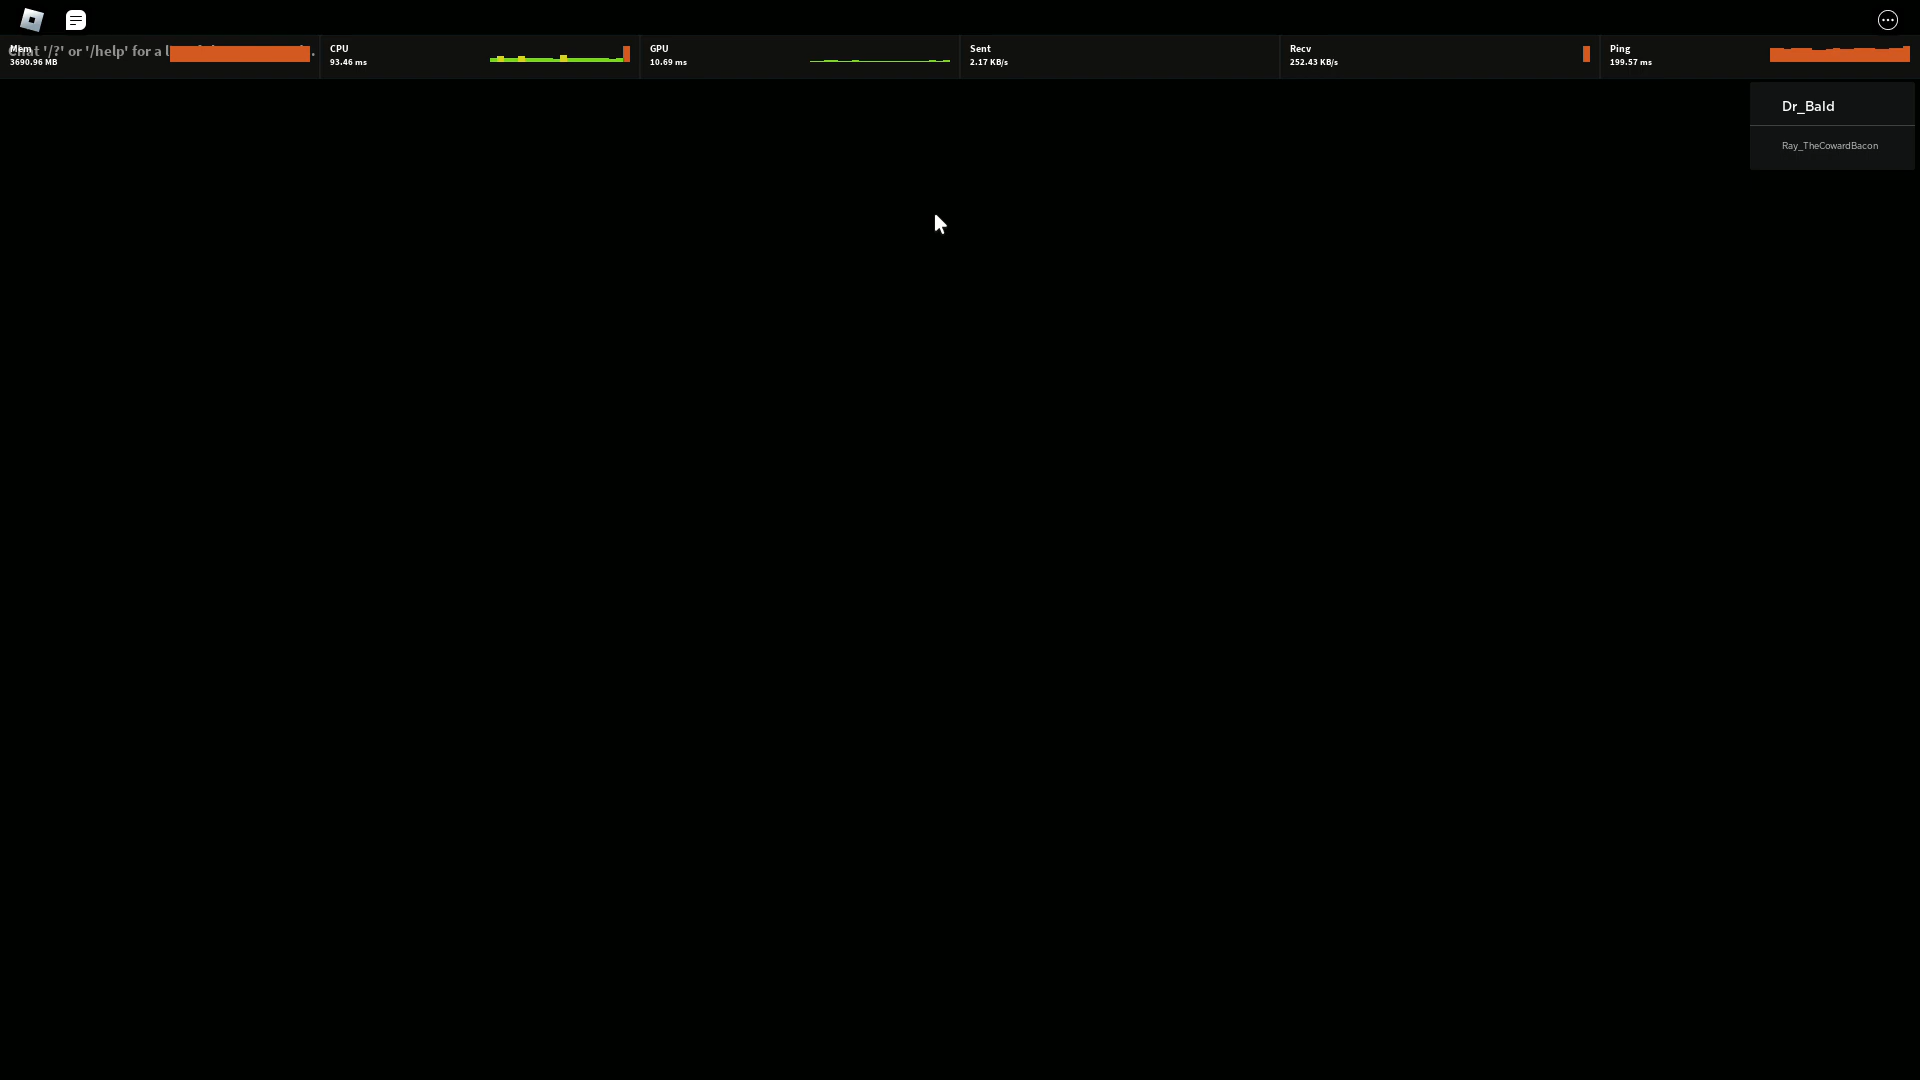 Chat '/?' or '/help' for a l
Mem
3690.96 MB
CPU
93.46 ms
GPU
10.69 ms
Sent
2.17 KB/s
Recv
252.43 KB/s
Ping
199.57 ms
Dr_Bald
Ray_TheCowardBacon